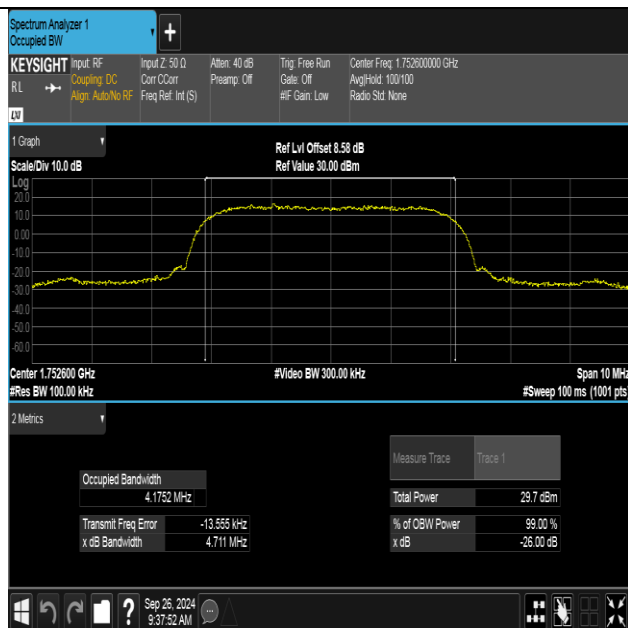 Spectrum Analyzer 1
Occupied BW
+
KEYSIGHT Input: RF Input Z: 50 Ω Atten: 40 dB Trig: Free Run Center Freq: 1.752600000 GHz
RL Coupling: DC Corr CCorr Preamp: Off Gate: Off Avg|Hold: 100/100
Align: Auto/No RF Freq Ref: Int (S) #IF Gain: Low Radio Std: None
LXI
1 Graph
Ref Lvl Offset 8.58 dB
Scale/Div 10.0 dB Ref Value 30.00 dBm
Log
20.0
10.0
0.00
-10.0
-20.0
-30.0
-40.0
-50.0
-60.0
Center 1.752600 GHz #Video BW 300.00 kHz Span 10 MHz
#Res BW 100.00 kHz #Sweep 100 ms (1001 pts)
2 Metrics
Measure Trace Trace 1
Occupied Bandwidth
4.1752 MHz Total Power 29.7 dBm
Transmit Freq Error -13.555 kHz % of OBW Power 99.00 %
x dB Bandwidth 4.711 MHz x dB -26.00 dB
? Sep 26, 2024
9:37:52 AM